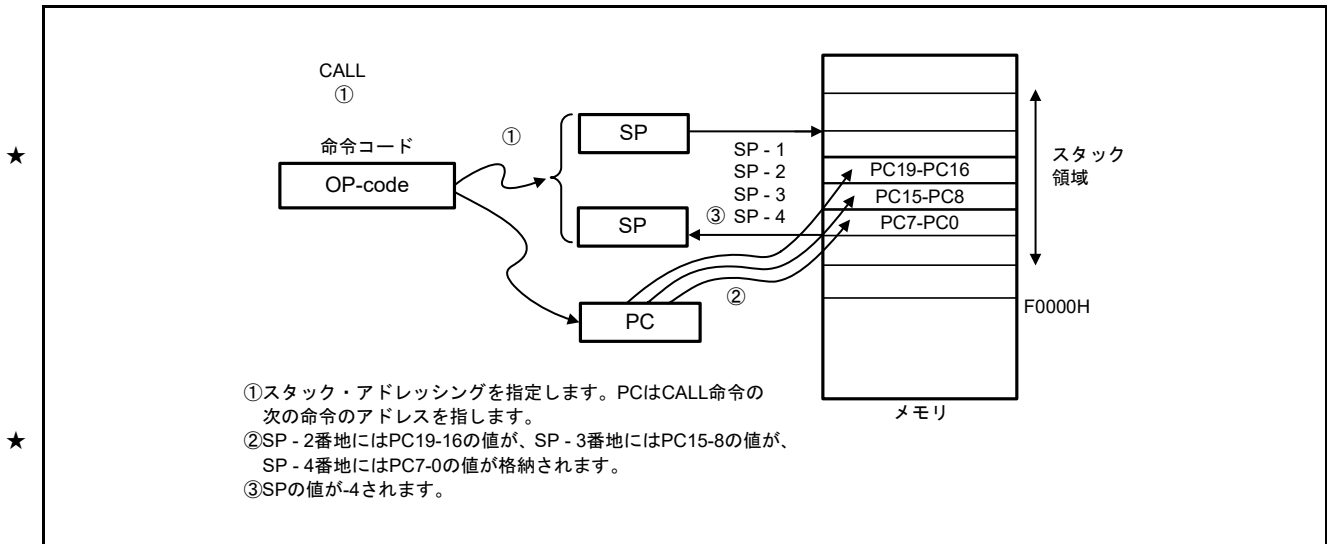 CALL
①
★
命令コード
OP-code
①
SP
SP
SP - 1
SP - 2
SP - 3
③ SP - 4
PC
②
PC19-PC16
PC15-PC8
PC7-PC0
スタック
領域
F0000H
メモリ
①スタック・アドレッシングを指定します。PCはCALL命令の
次の命令のアドレスを指します。
★
②SP - 2番地にはPC19-16の値が、SP - 3番地にはPC15-8の値が、
SP - 4番地にはPC7-0の値が格納されます。
③SPの値が-4されます。